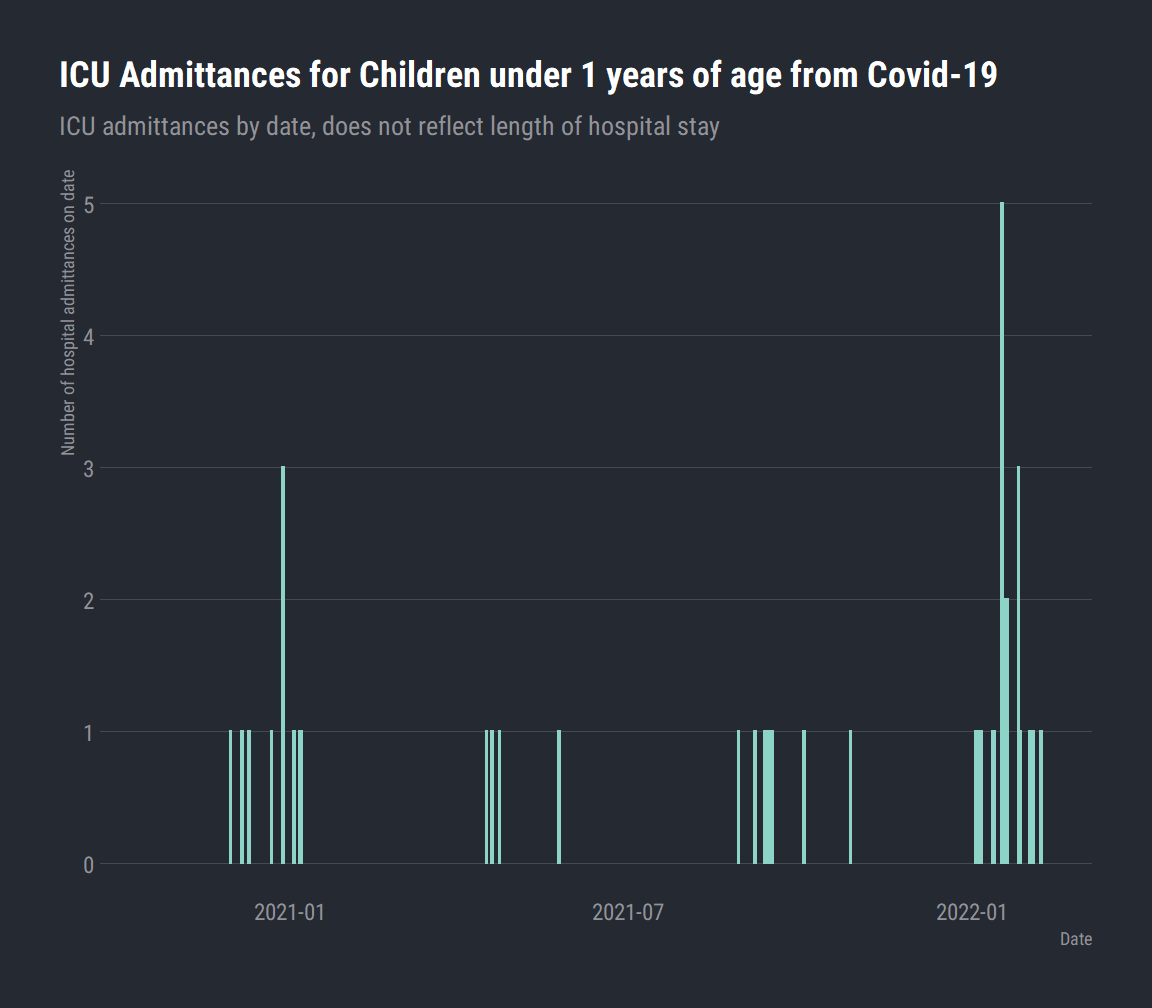 ICU Admittances for Children under 1 years of age from Covid-19
ICU admittances by date, does not reflect length of hospital stay
Number of hospital admittances on date
5
4
3
2
1
0
2021-01
2021-07
2022-01
Date